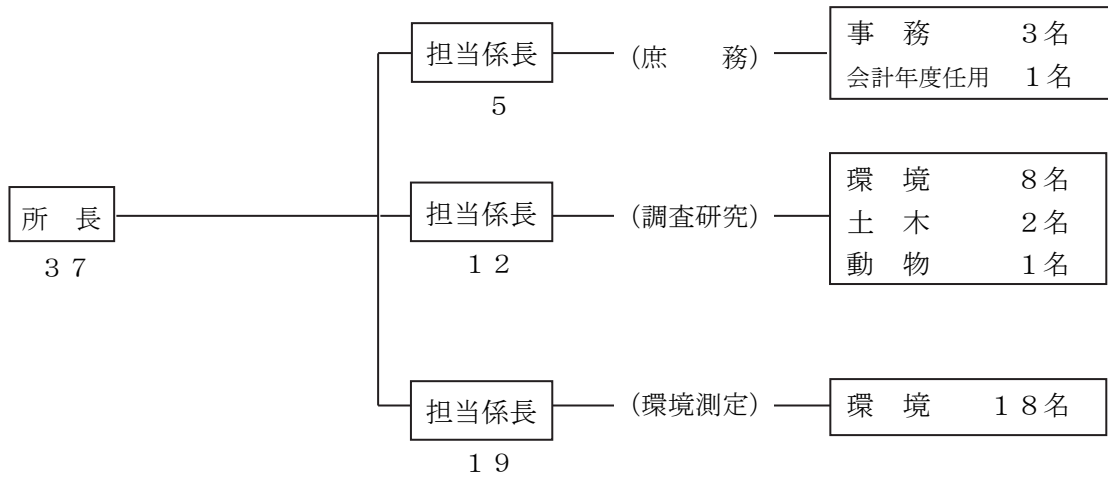 担当係長 (庶　務) 事　務 3名
会計年度任用 1名
5
所　長 担当係長 (調査研究) 環　境 8名
土　木 2名
動　物 1名
37 12
担当係長 (環境測定) 環　境 18名
19